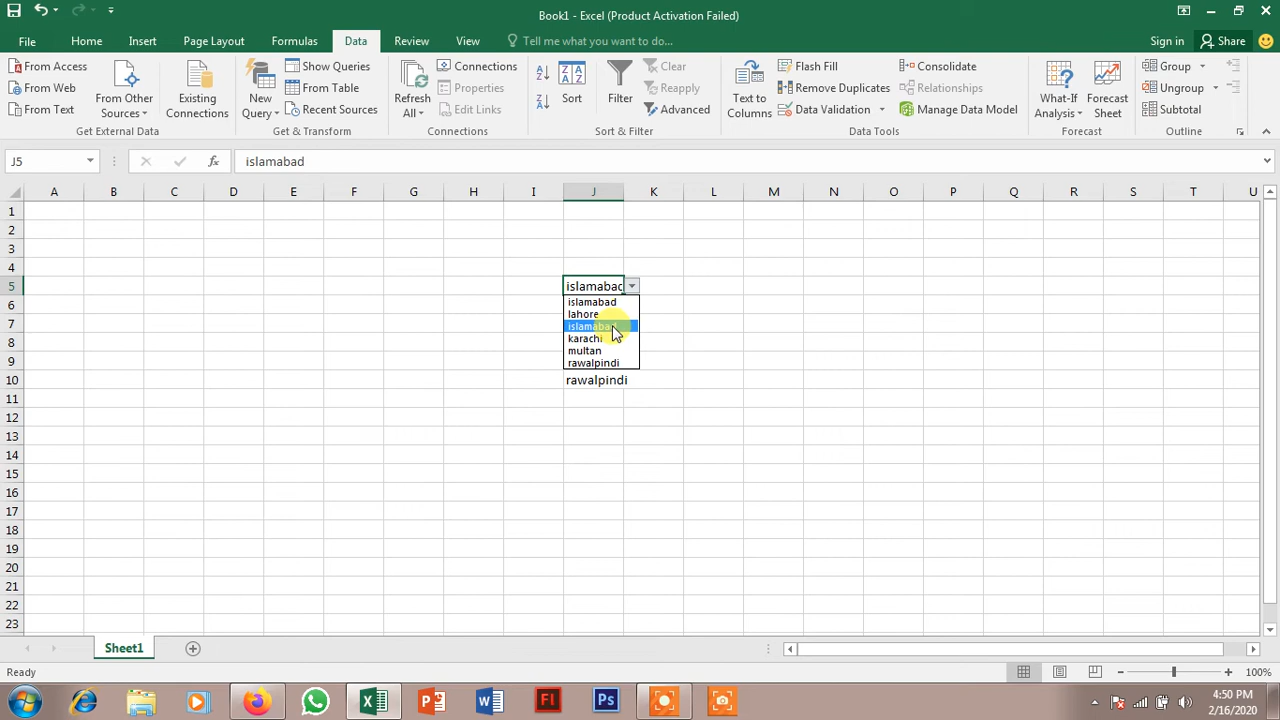 Book1 - Excel (Product Activation Failed)
File Home Insert Page Layout Formulas Data Review View Tell me what you want to do... Sign in Share
From Access
From Web
From Text
From Other Sources
Existing Connections
Get External Data
New Query
Show Queries
From Table
Recent Sources
Get & Transform
Refresh All
Connections
Properties
Edit Links
Connections
Sort
Filter
Clear
Reapply
Advanced
Sort & Filter
Text to Columns
Flash Fill
Remove Duplicates
Data Validation
Consolidate
Relationships
Manage Data Model
Data Tools
What-If Analysis
Forecast Sheet
Forecast
Group
Ungroup
Subtotal
Outline
J5 fx islamabad
A B C D E F G H I J K L M N O P Q R S T U
1
2
3
4
5 islamabad
6 islamabad
lahore
7 islamabad
8 karachi
9 multan
rawalpindi
10 rawalpindi
11
12
13
14
15
16
17
18
19
20
21
22
23
Sheet1
Ready 100%
W Fl Ps
4:50 PM
2/16/2020